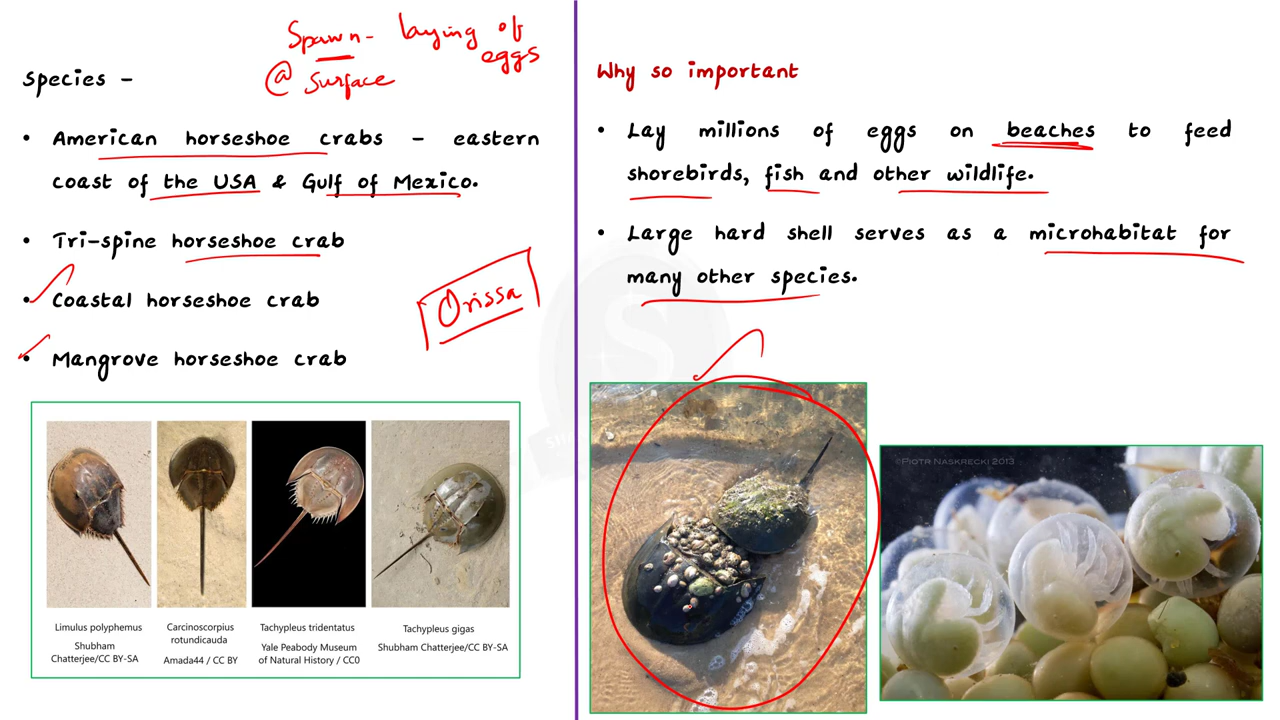 Spawn- laying of
eggs
@ surface
Species -
• American horseshoe crabs - eastern
coast of the USA & Gulf of Mexico.
• Tri-spine horseshoe crab
• Coastal horseshoe crab
• Mangrove horseshoe crab
Orissa
Limulus polyphemus
Shubham
Chatterjee/CC BY-SA
Carcinoscorpius
rotundicauda
Amada44 / CC BY
Tachypleus tridentatus
Yale Peabody Museum
of Natural History / CC0
Tachypleus gigas
Shubham Chatterjee/CC BY-SA
Why so important
• Lay millions of eggs on beaches to feed
shorebirds, fish and other wildlife.
• Large hard shell serves as a microhabitat for
many other species.
©Piotr Naskrecki 2013